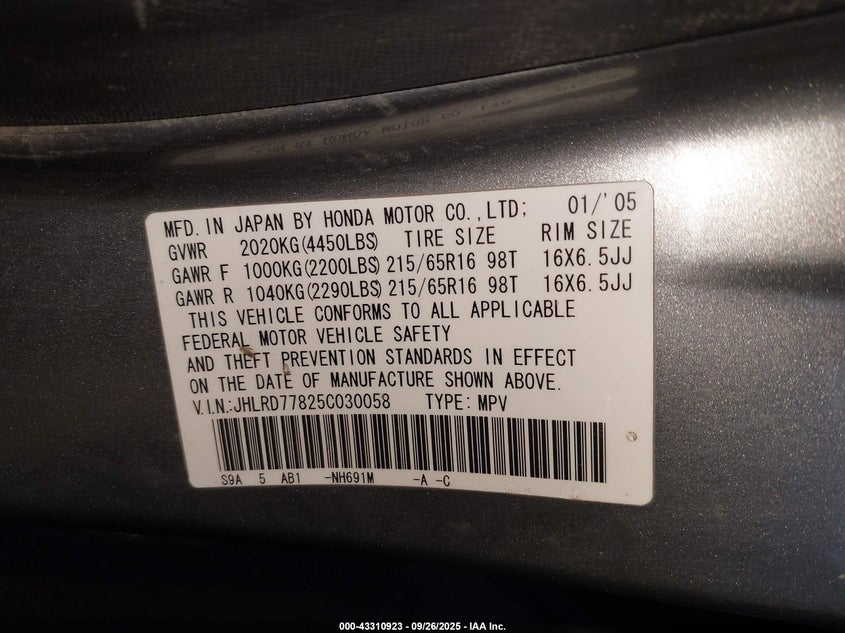 MFD. IN JAPAN BY HONDA MOTOR CO., LTD; 01/'05
GVWR 2020KG(4450LBS) TIRE SIZE RIM SIZE
GAWR F 1000KG(2200LBS) 215/65R16 98T 16X6.5JJ
GAWR R 1040KG(2290LBS) 215/65R16 98T 16X6.5JJ
THIS VEHICLE CONFORMS TO ALL APPLICABLE
FEDERAL MOTOR VEHICLE SAFETY
AND THEFT PREVENTION STANDARDS IN EFFECT
ON THE DATE OF MANUFACTURE SHOWN ABOVE.
V.I.N.:JHLRD77825C030058 TYPE: MPV
S9A 5 AB1 -NH691M -A -C
000-43310923 - 09/26/2025 - IAA Inc.